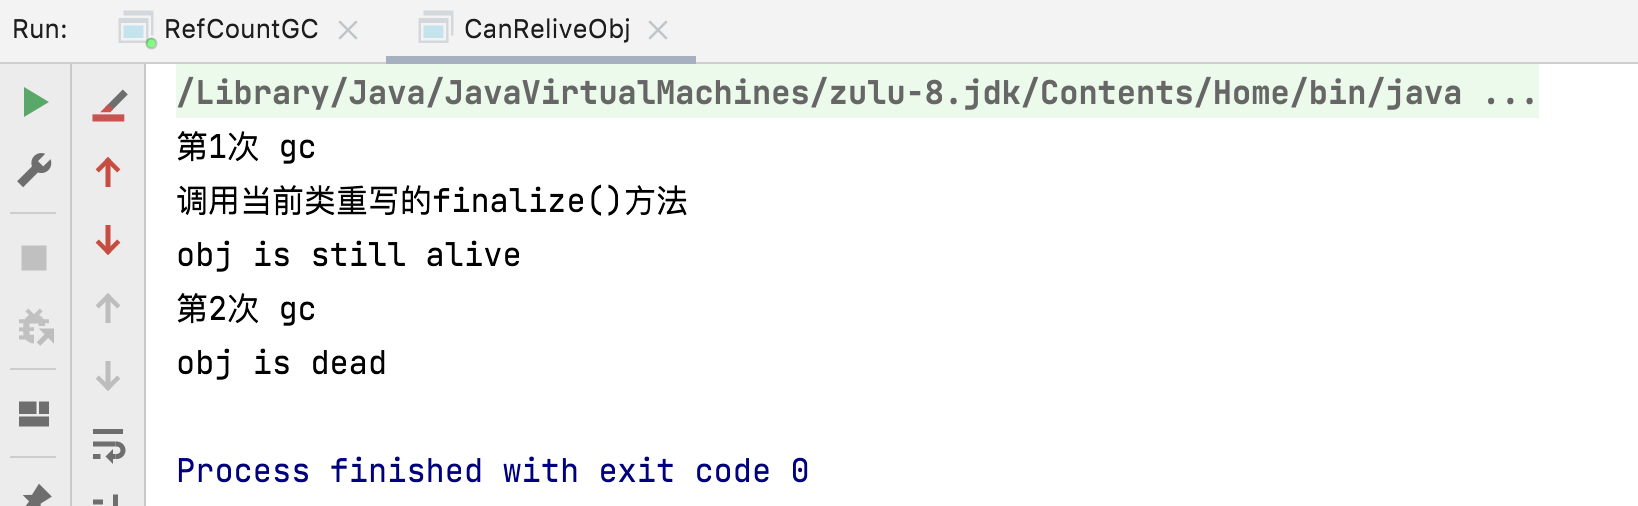 Run: RefCountGC CanReliveObj
/Library/Java/JavaVirtualMachines/zulu-8.jdk/Contents/Home/bin/java ...
第1次 gc
调用当前类重写的finalize()方法
obj is still alive
第2次 gc
obj is dead
Process finished with exit code 0